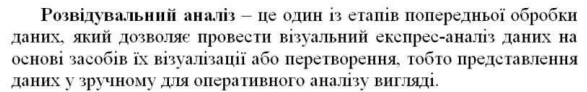 Розвідувальний аналіз – це один із етапів попередньої обробки
даних, який дозволяє провести візуальний експрес-аналіз даних на
основі засобів їх візуалізації або перетворення, тобто представлення
даних у зручному для оперативного аналізу вигляді.